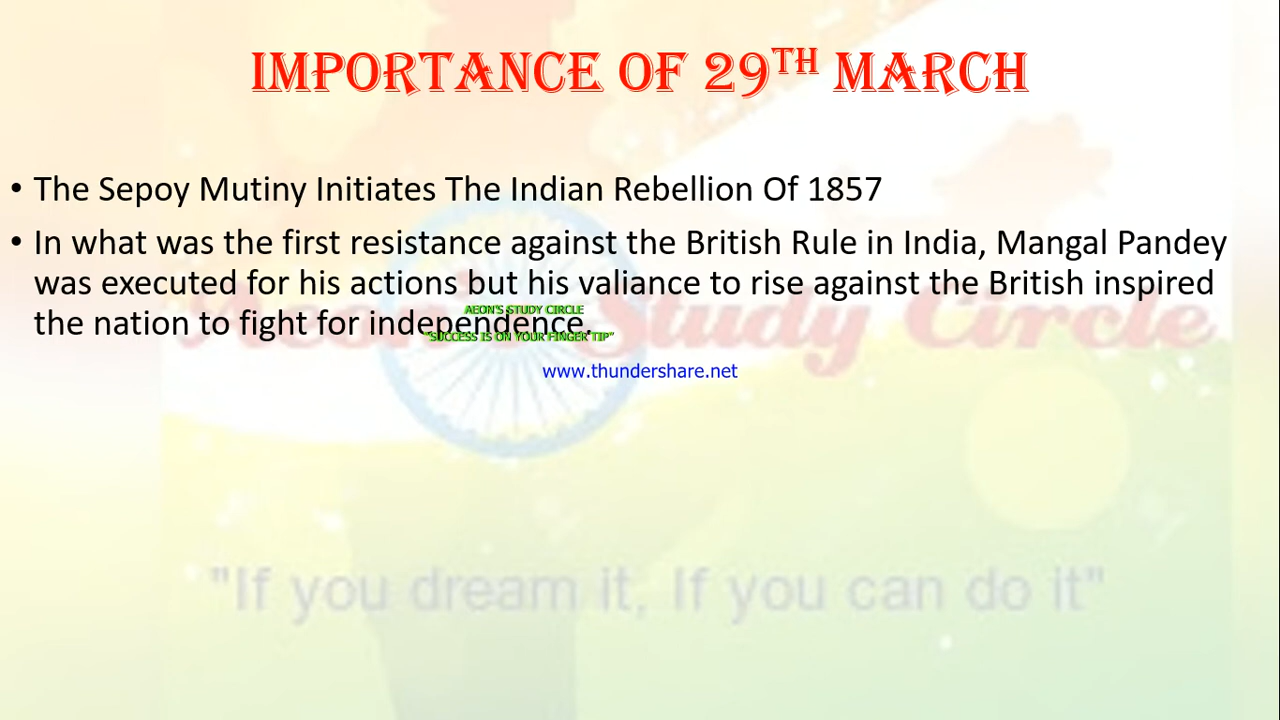 IMPORTANCE OF 29TH MARCH
• The Sepoy Mutiny Initiates The Indian Rebellion Of 1857
• In what was the first resistance against the British Rule in India, Mangal Pandey
was executed for his actions but his valiance to rise against the British inspired
the nation to fight for independence.
AEON'S STUDY CIRCLE
"SUCCESS IS ON YOUR FINGER TIP"
Study Circle
www.thundershare.net
"If you dream it, If you can do it"